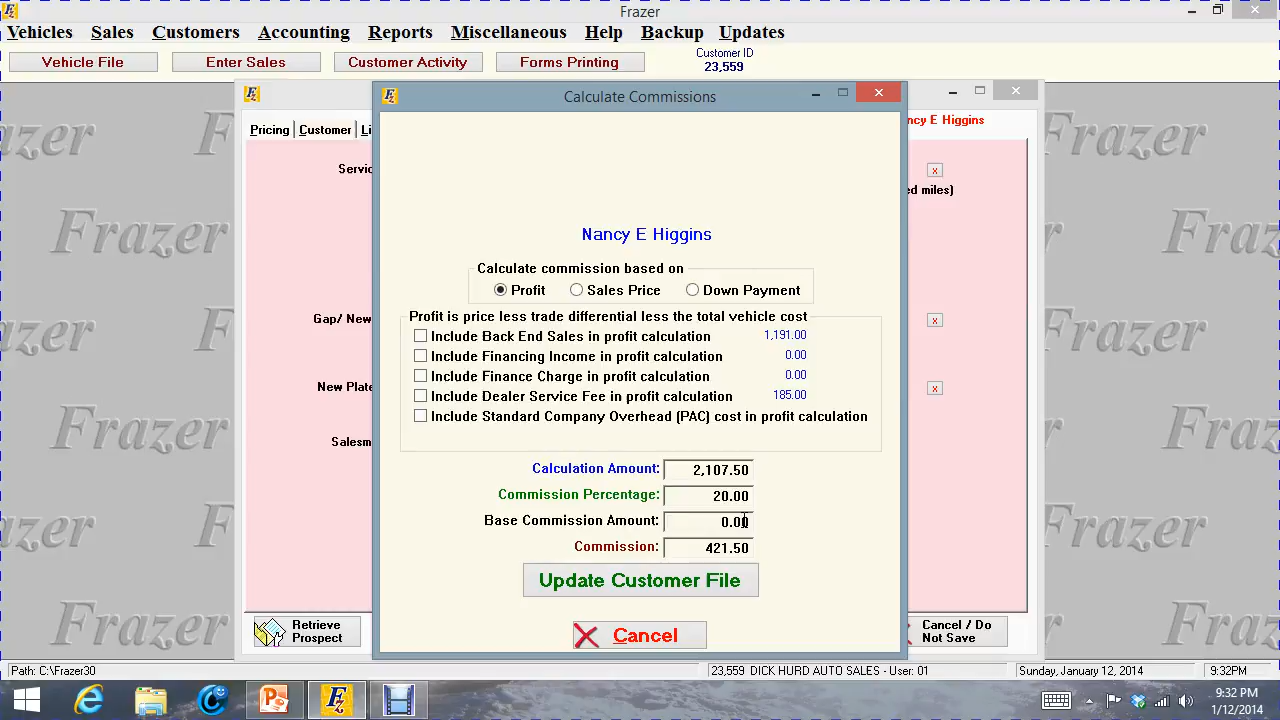 Frazer
Vehicles Sales Customers Accounting Reports Miscellaneous Help Backup Updates
Vehicle File Enter Sales Customer Activity Forms Printing
Customer ID
23,559
Calculate Commissions
Pricing Customer Li
ncy E Higgins
Servic
ed miles)
Gap/ New
New Plate
Salesm
Nancy E Higgins
Calculate commission based on
Profit Sales Price Down Payment
Profit is price less trade differential less the total vehicle cost
Include Back End Sales in profit calculation 1,191.00
Include Financing Income in profit calculation 0.00
Include Finance Charge in profit calculation 0.00
Include Dealer Service Fee in profit calculation 185.00
Include Standard Company Overhead (PAC) cost in profit calculation
Calculation Amount: 2,107.50
Commission Percentage: 20.00
Base Commission Amount: 0.00
Commission: 421.50
Update Customer File
Cancel
Retrieve
Prospect
Cancel / Do
Not Save
Path: C:\Frazer30
23,559 DICK HURD AUTO SALES - User: 01
Sunday, January 12, 2014
9:32PM
9:32 PM
1/12/2014